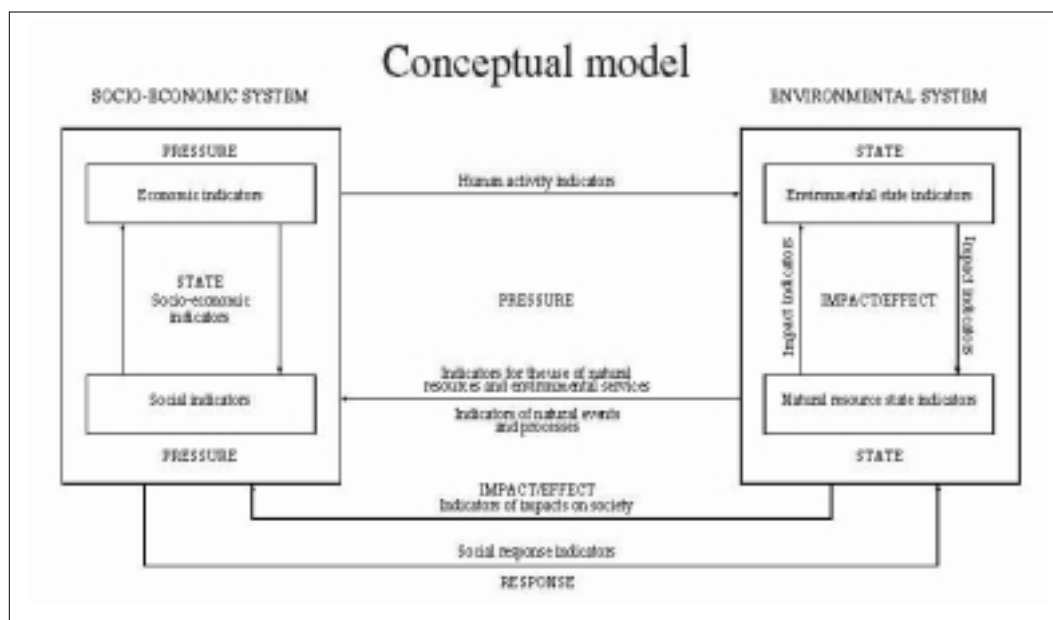 Conceptual model
SOCIO-ECONOMIC SYSTEM
ENVIRONMENTAL SYSTEM
PRESSURE
Economic indicators
STATE
Socio-economic
indicators
Social indicators
PRESSURE
Human activity indicators
PRESSURE
Indicators for the use of natural
resources and environmental services
Indicators of natural events
and processes
STATE
Environmental state indicators
Impact indicators
IMPACT/EFFECT
Impact indicators
Natural resource state indicators
STATE
IMPACT/EFFECT
Indicators of impacts on society
Social response indicators
RESPONSE